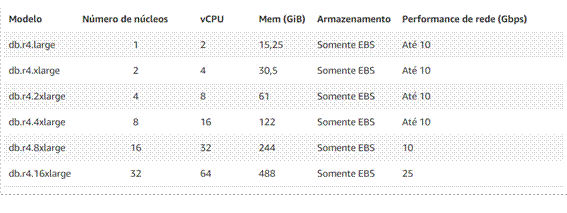 Modelo Número de núcleos vCPU Mem (GiB) Armazenamento Performance de rede (Gbps)
db.r4.large 1 2 15,25 Somente EBS Até 10
db.r4.xlarge 2 4 30,5 Somente EBS Até 10
db.r4.2xlarge 4 8 61 Somente EBS Até 10
db.r4.4xlarge 8 16 122 Somente EBS Até 10
db.r4.8xlarge 16 32 244 Somente EBS 10
db.r4.16xlarge 32 64 488 Somente EBS 25